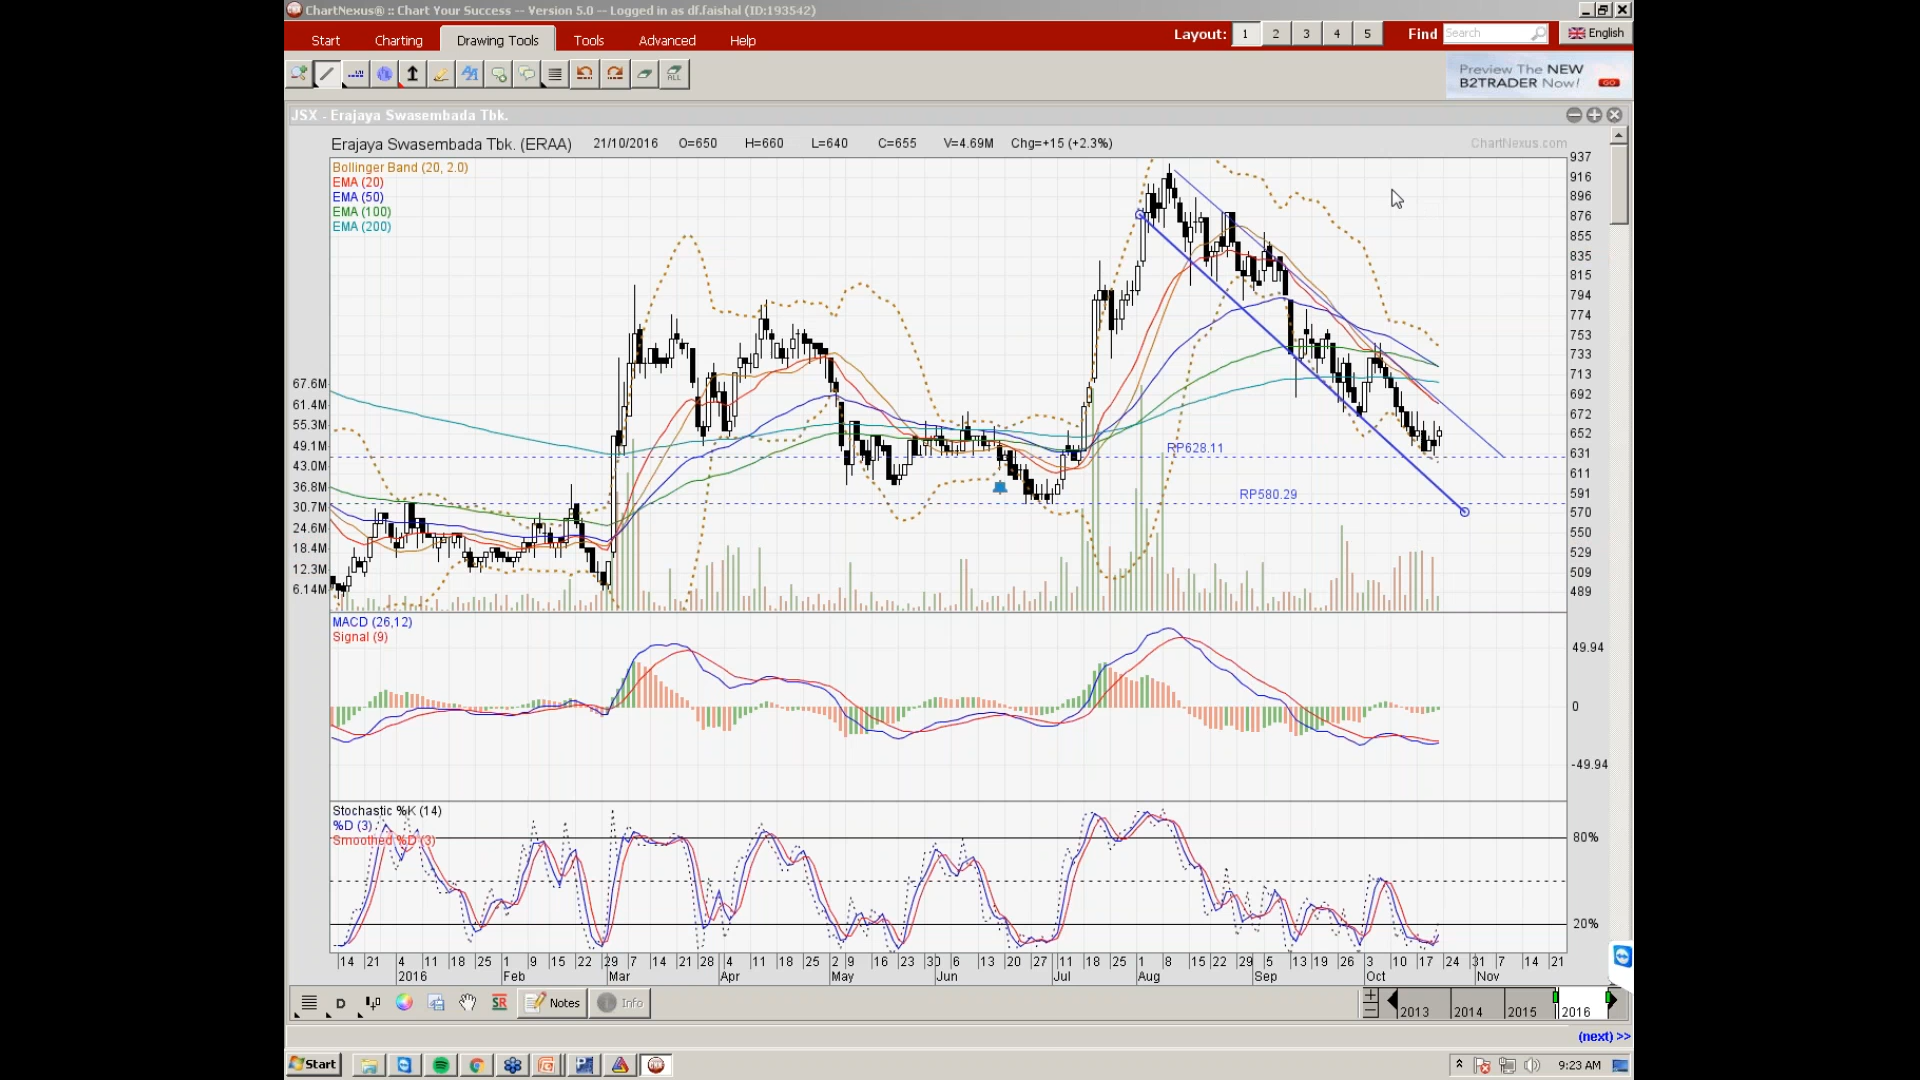 ChartNexus® :: Chart Your Success -- Version 5.0 -- Logged in as df.faishal (ID:193542)
Start Charting Drawing Tools Tools Advanced Help Layout: 1 2 3 4 5 Find Search English
ALL
Preview The NEW
B2TRADER Now! GO
JSX - Erajaya Swasembada Tbk.
Erajaya Swasembada Tbk. (ERAA) 21/10/2016 O=650 H=660 L=640 C=655 V=4.69M Chg=+15 (+2.3%) ChartNexus.com
Bollinger Band (20, 2.0)
EMA (20)
EMA (50)
EMA (100)
EMA (200)
937
916
896
876
855
835
815
794
774
753
733
713
692
672
652
631
611
591
570
550
529
509
489
67.6M
61.4M
55.3M
49.1M
43.0M
36.8M
30.7M
24.6M
18.4M
12.3M
6.14M
RP628.11
RP580.29
MACD (26,12)
Signal (9)
49.94
0
-49.94
Stochastic %K (14)
%D (3)
Smoothed %D (3)
80%
20%
14 21 4 11 18 25 1 9 15 22 29 7 14 21 28 4 11 18 25 2 9 16 23 30 6 13 20 27 11 18 25 1 8 15 22 29 5 13 19 26 3 10 17 24 31 7 14 21
2016 Feb Mar Apr May Jun Jul Aug Sep Oct Nov
D SR Notes Info 2013 2014 2015 2016
(next) >>
Start 9:23 AM